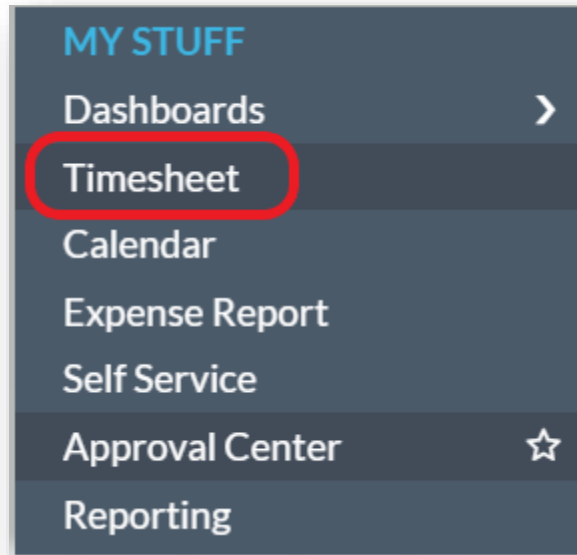 MY STUFF
Dashboards
Timesheet
Calendar
Expense Report
Self Service
Approval Center
Reporting